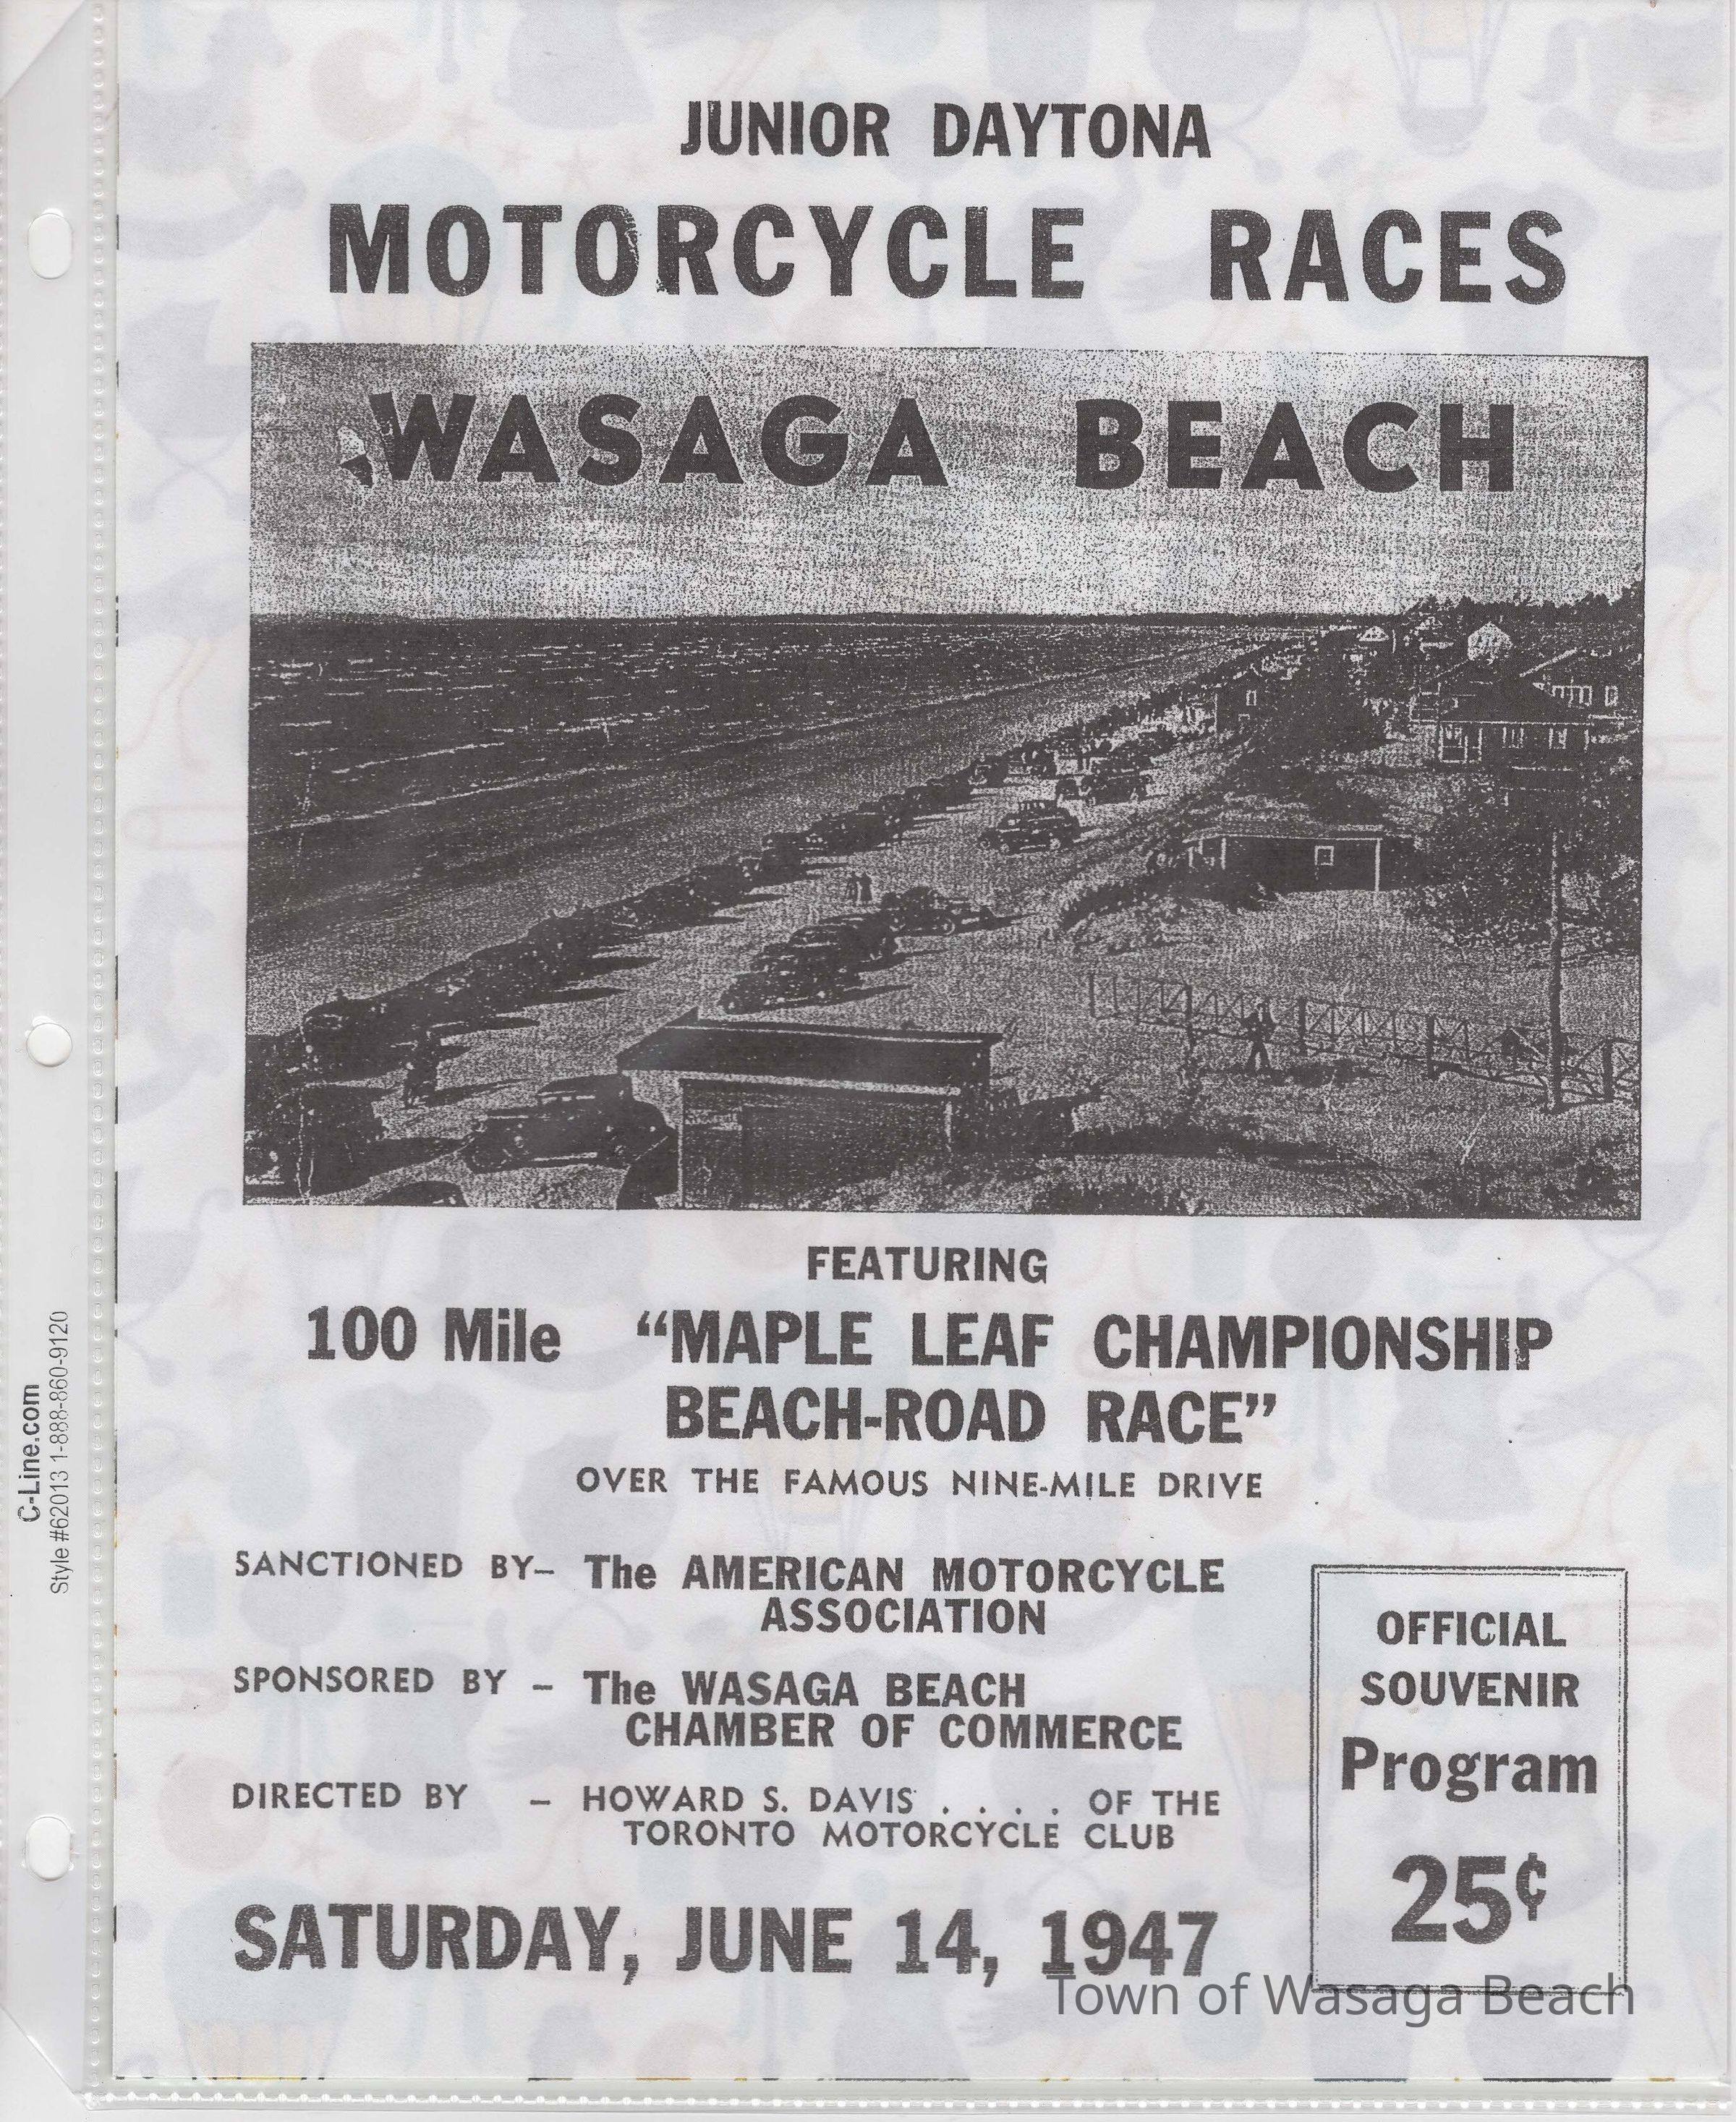 JUNIOR DAYTONA
MOTORCYCLE RACES
WASAGA BEACH
FEATURING
100 Mile “MAPLE LEAF CHAMPIONSHIP
BEACH-ROAD RACE”
OVER THE FAMOUS NINE-MILE DRIVE
SANCTIONED BY– The AMERICAN MOTORCYCLE
ASSOCIATION
SPONSORED BY – The WASAGA BEACH
CHAMBER OF COMMERCE
DIRECTED BY – HOWARD S. DAVIS . . . . OF THE
TORONTO MOTORCYCLE CLUB
SATURDAY, JUNE 14, 1947
OFFICIAL
SOUVENIR
Program
25¢
Town of Wasaga Beach
C-Line.com
Style #62013 1-888-860-9120